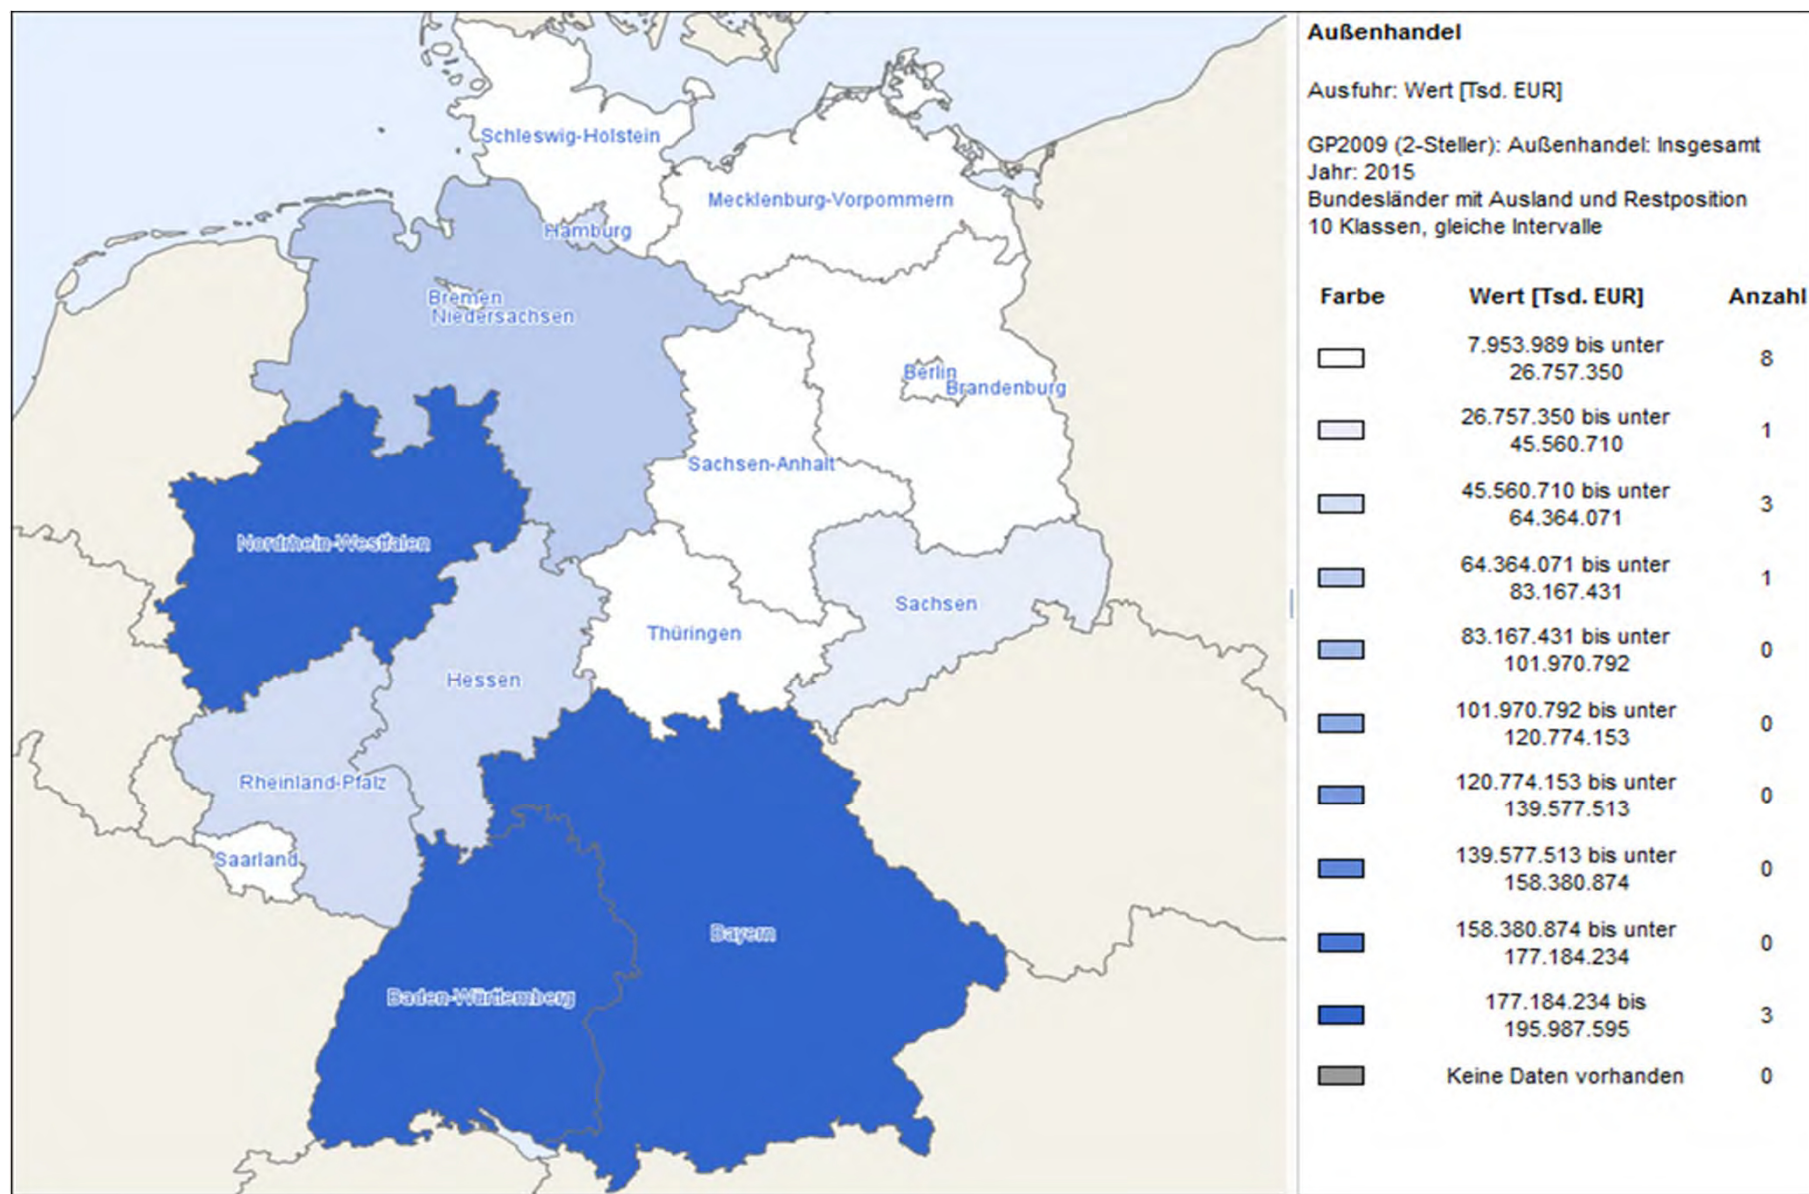 Schleswig-Holstein
Mecklenburg-Vorpommern
Hamburg
Bremen
Niedersachsen
Berlin
Brandenburg
Sachsen-Anhalt
Nordrhein-Westfalen
Sachsen
Thüringen
Hessen
Rheinland-Pfalz
Saarland
Bayern
Baden-Württemberg
Außenhandel
Ausfuhr: Wert [Tsd. EUR]
GP2009 (2-Steller): Außenhandel: Insgesamt
Jahr: 2015
Bundesländer mit Ausland und Restposition
10 Klassen, gleiche Intervalle
Farbe Wert [Tsd. EUR] Anzahl
7.953.989 bis unter
26.757.350 8
26.757.350 bis unter
45.560.710 1
45.560.710 bis unter
64.364.071 3
64.364.071 bis unter
83.167.431 1
83.167.431 bis unter
101.970.792 0
101.970.792 bis unter
120.774.153 0
120.774.153 bis unter
139.577.513 0
139.577.513 bis unter
158.380.874 0
158.380.874 bis unter
177.184.234 0
177.184.234 bis
195.987.595 3
Keine Daten vorhanden 0